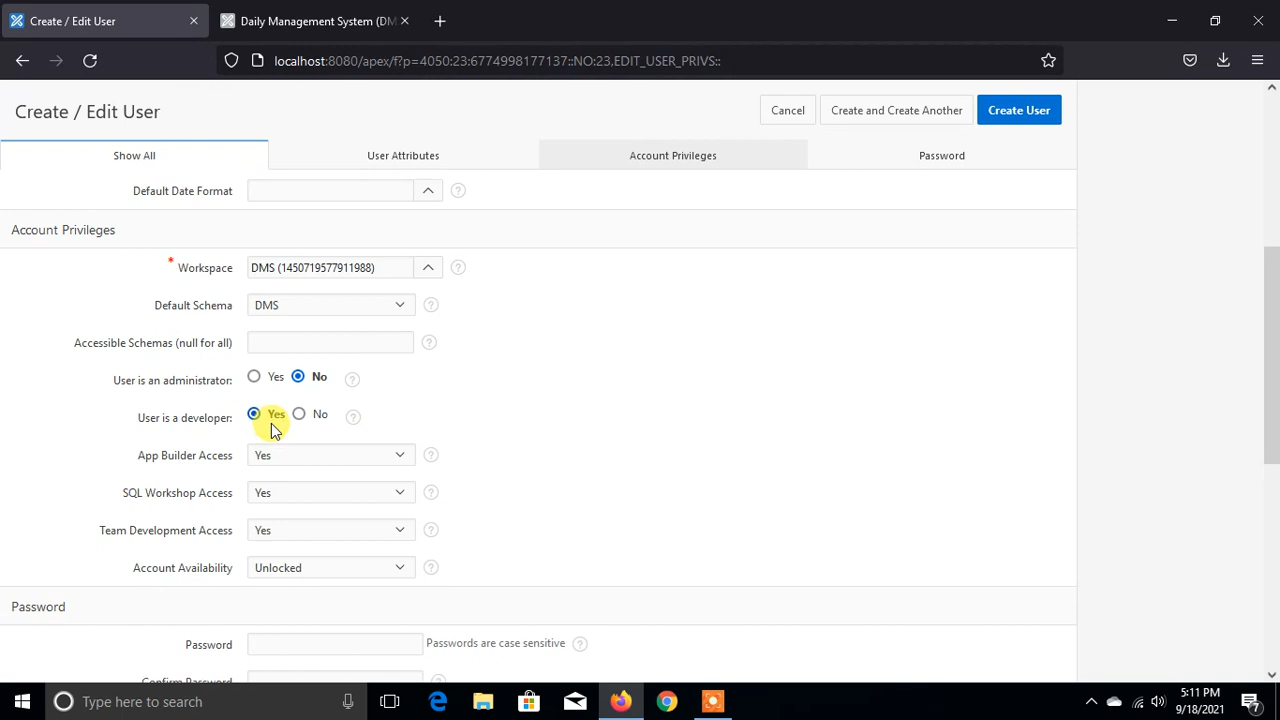 Create / Edit User
Daily Management System (DM
localhost:8080/apex/f?p=4050:23:6774998177137::NO:23,EDIT_USER_PRIVS::
Create / Edit User
Cancel
Create and Create Another
Create User
Show All
User Attributes
Account Privileges
Password
Default Date Format
Account Privileges
* Workspace
DMS (1450719577911988)
Default Schema
DMS
Accessible Schemas (null for all)
User is an administrator:
Yes
No
User is a developer:
Yes
No
App Builder Access
Yes
SQL Workshop Access
Yes
Team Development Access
Yes
Account Availability
Unlocked
Password
Password
Passwords are case sensitive
Confirm Password
Type here to search
5:11 PM
9/18/2021
7